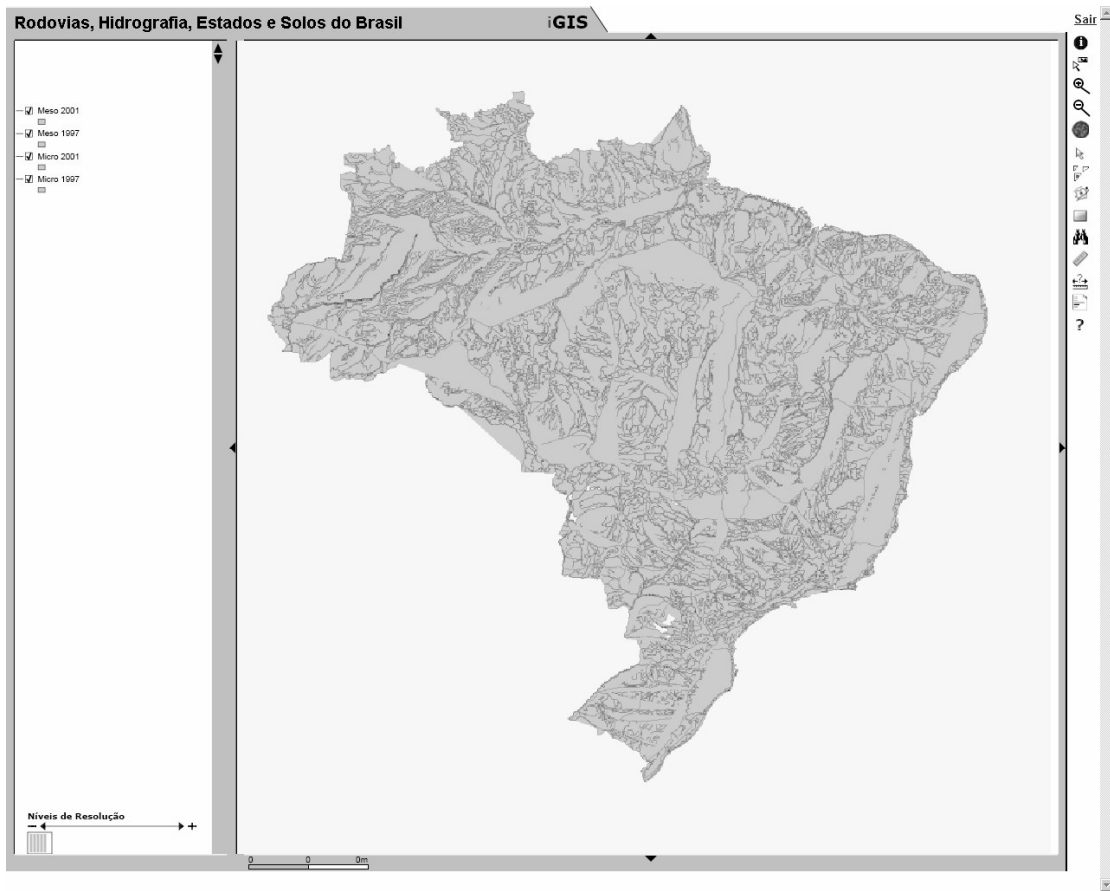 Rodovias, Hidrografia, Estados e Solos do Brasil
iGIS
Sair
Meso 2001
Meso 1997
Micro 2001
Micro 1997
?
Níveis de Resolução
− +
0 0 0m